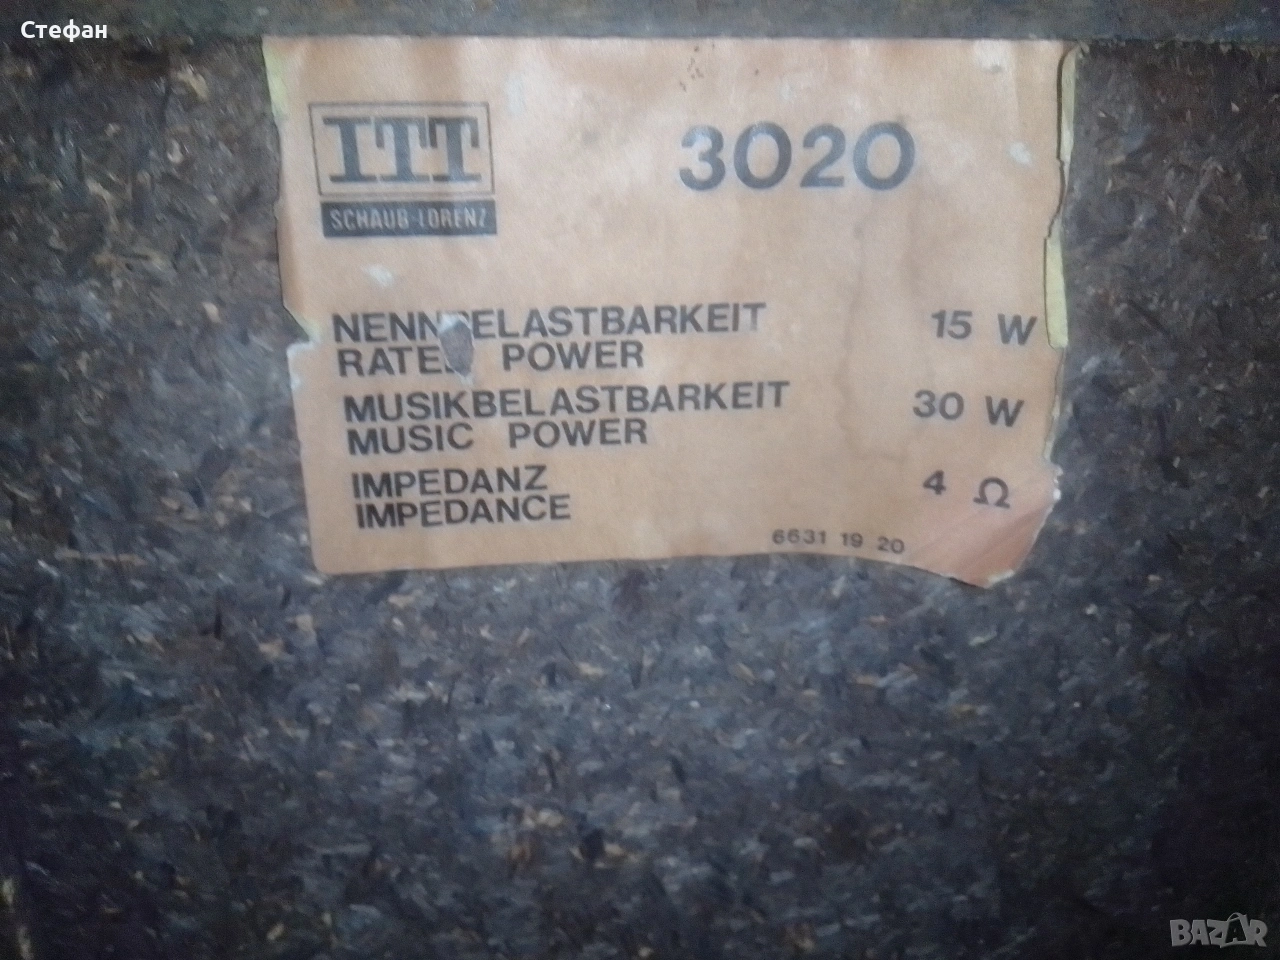 Стефан
ITT
SCHAUB-LORENZ
3020
NENNBELASTBARKEIT 15 W
RATED POWER
MUSIKBELASTBARKEIT 30 W
MUSIC POWER
IMPEDANZ 4 Ω
IMPEDANCE
6631 19 20
BAZAR